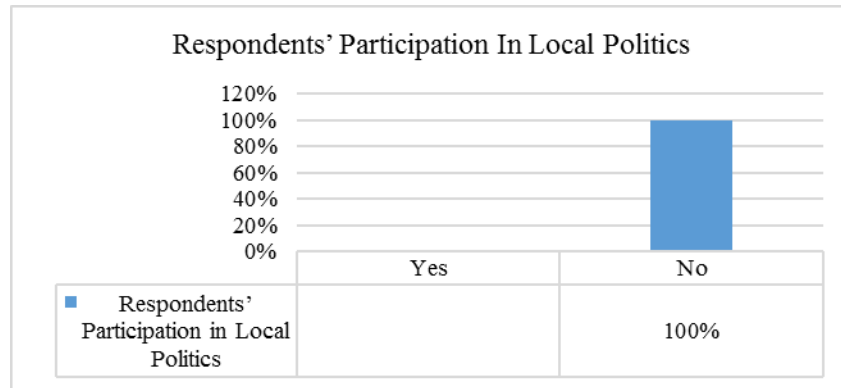 Respondents’ Participation In Local Politics
120%
100%
80%
60%
40%
20%
0%
Yes No
Respondents’
Participation in Local
Politics
100%